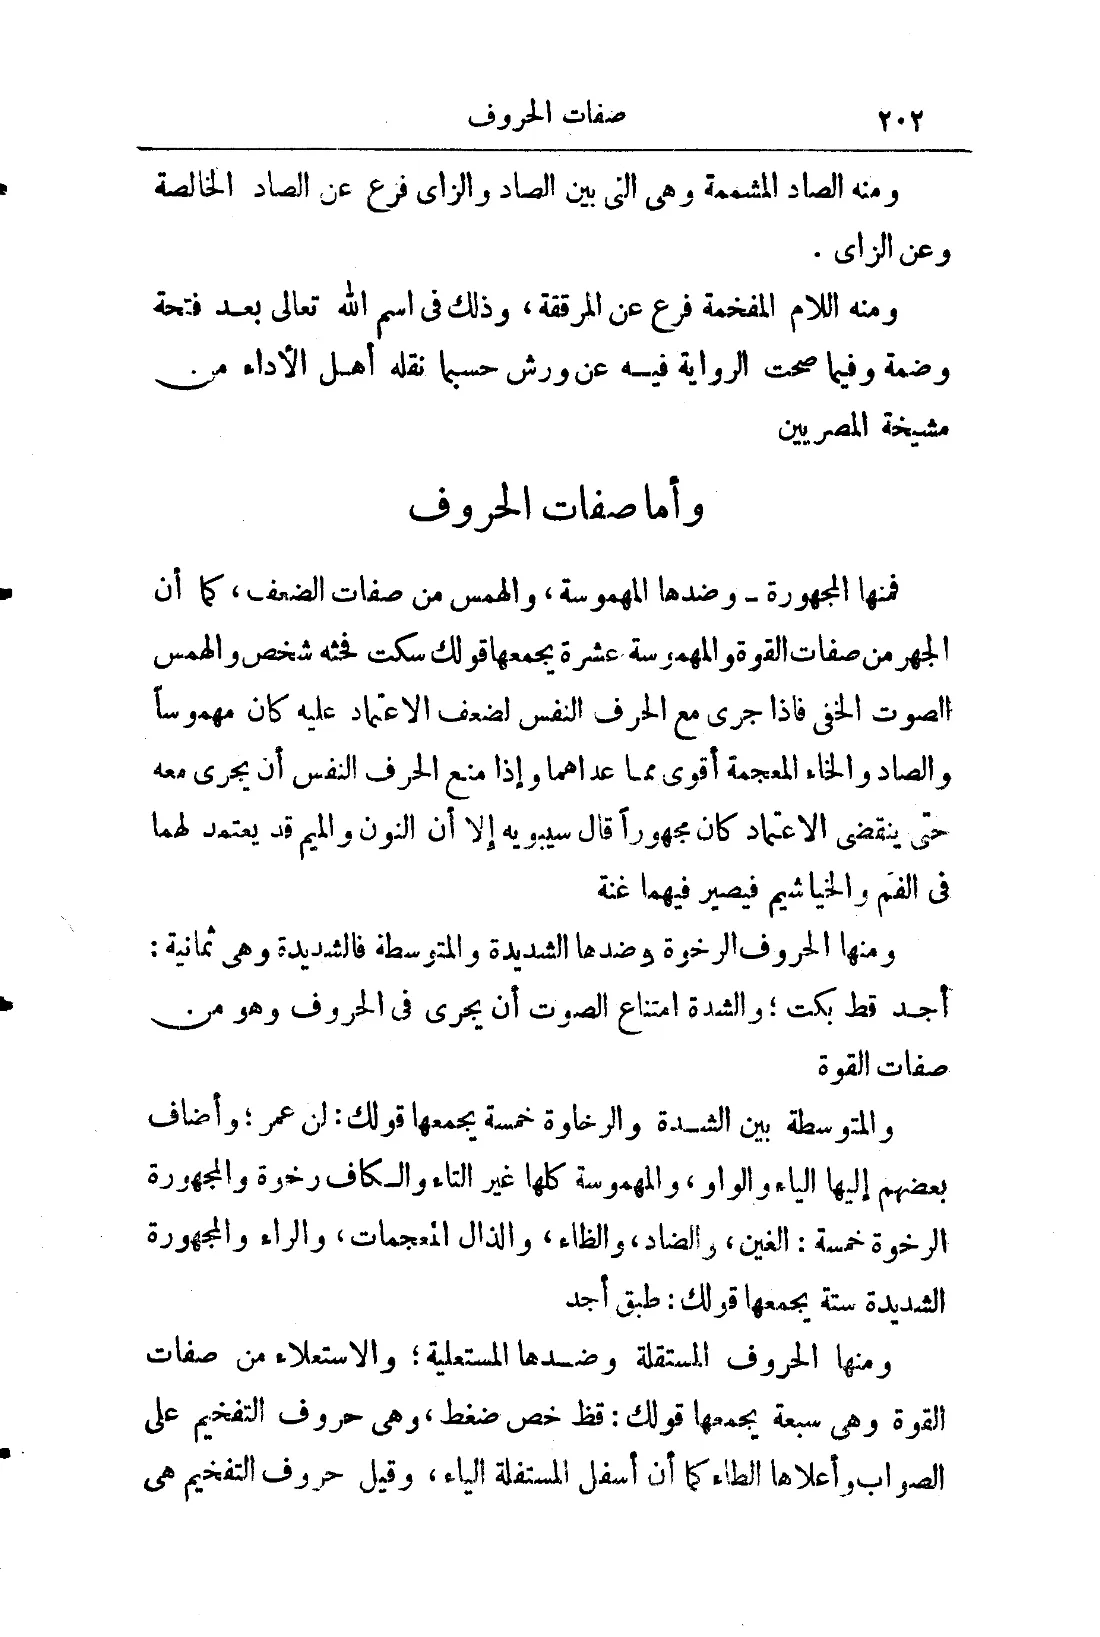 ٢٠٢ صفات الحروف
ومنه الصاد المشممة وهى التى بين الصاد والزاى فرع عن الصاد الخالصة
وعن الزاى .
ومنه اللام المفخمة فرع عن المرققة ، وذلك فى اسم الله تعالى بعد فتحة
وضمة وفيما صحت الرواية فيه عن ورش حسبما نقله أهل الأداء من
مشيخة المصريين
وأما صفات الحروف
فمنها المجهورة - وضدها المهموسة ، والهمس من صفات الضعف ، كما أن
الجهر من صفات القوة والمهموسة عشرة يجمعها قولك سكت فحثه شخص والهمس
الصوت الخفى فاذا جرى مع الحرف النفس لضعف الاعتماد عليه كان مهموساً
والصاد والخاء المعجمة أقوى مما عداهما وإذا منع الحرف النفس أن يجرى معه
حتى ينقضى الاعتماد كان مجهوراً قال سيبويه إلا أن النون والميم قد يعتمد لهما
فى الفم والخياشيم فيصير فيهما غنة
ومنها الحروف الرخوة وضدها الشديدة والمتوسطة فالشديدة وهى ثمانية :
أجد قط بكت ؛ والشدة امتناع الصوت أن يجرى فى الحروف وهو من
صفات القوة
والمتوسطة بين الشدة والرخاوة خمسة يجمعها قولك : لن عمر ؛ وأضاف
بعضهم إليها الياء والواو ، والمهموسة كلها غير التاء والكاف رخوة والمجهورة
الرخوة خمسة : الغين ، والضاد ، والظاء ، والذال المعجمات ، والراء والمجهورة
الشديدة ستة يجمعها قولك : طبق أجد
ومنها الحروف المستفلة وضدها المستعلية ؛ والاستعلاء من صفات
القوة وهى سبعة يجمعها قولك : قظ خص ضغط ، وهى حروف التفخيم على
الصواب وأعلاها الطاء كما أن أسفل المستفلة الياء ، وقيل حروف التفخيم هى